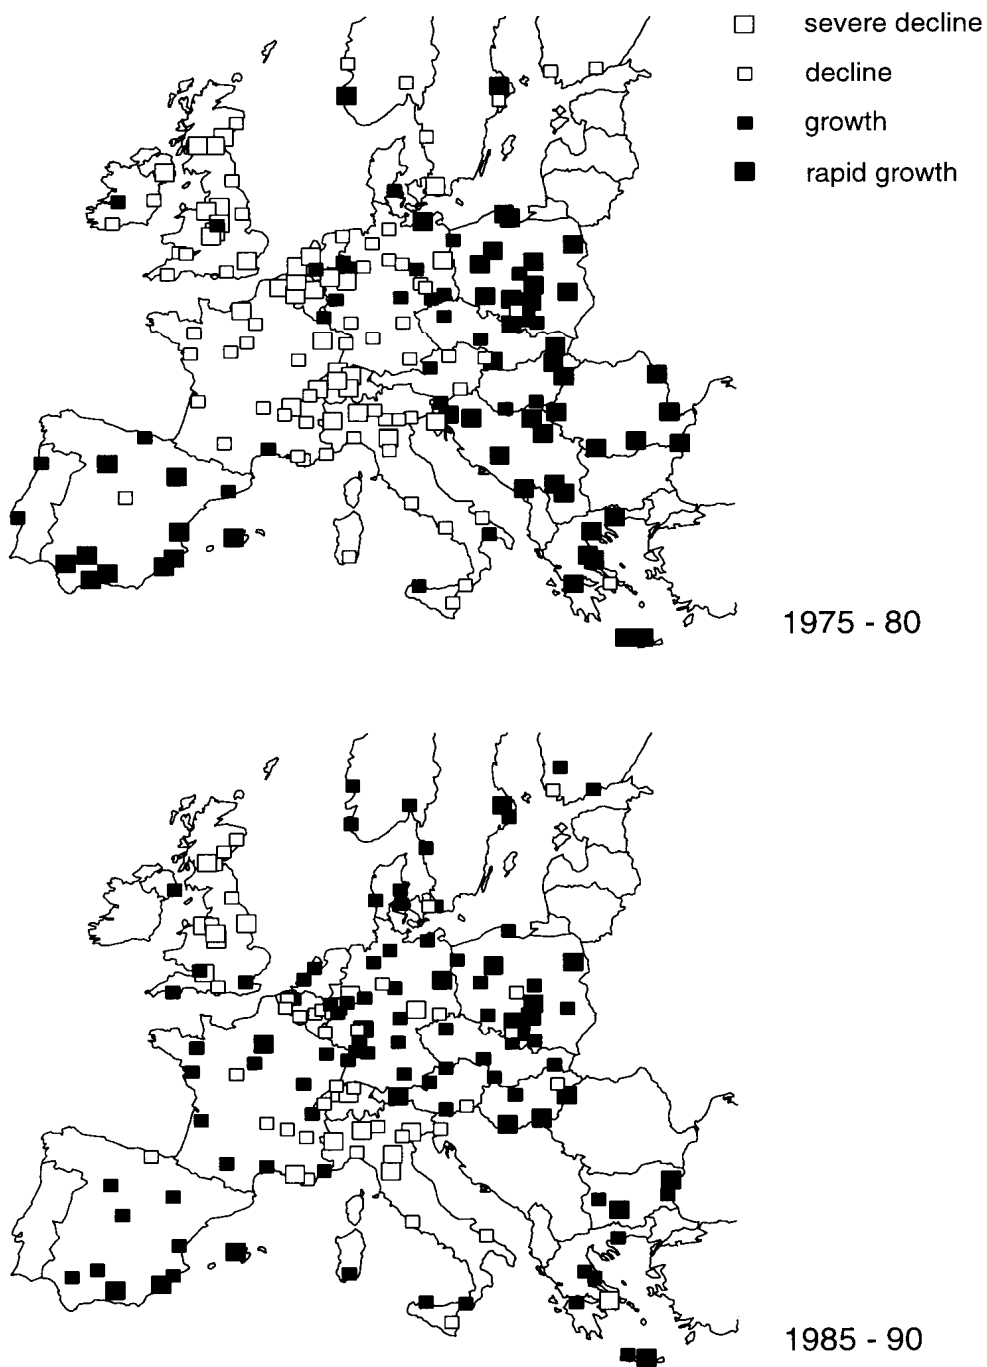 severe decline
decline
growth
rapid growth
1975 - 80
1985 - 90